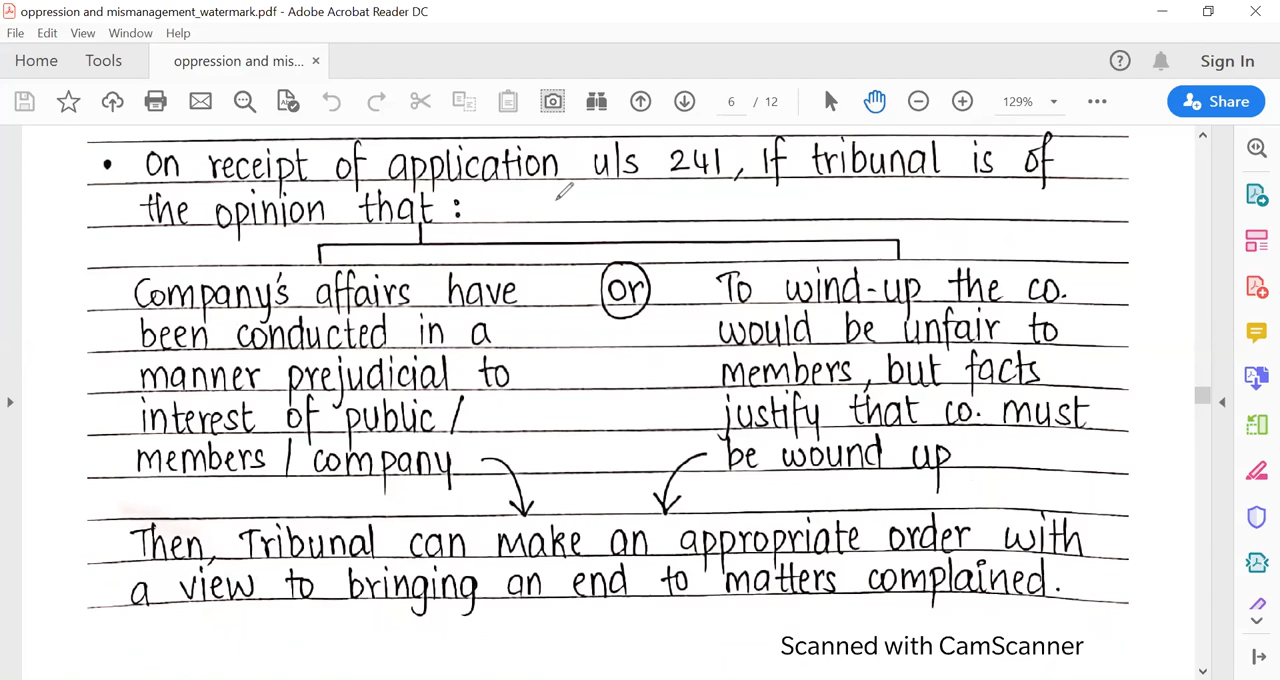 oppression and mismanagement_watermark.pdf - Adobe Acrobat Reader DC
File Edit View Window Help
Home Tools oppression and mis... ×
Sign In
6 / 12
129%
Share
• On receipt of application u/s 241, if tribunal is of
the opinion that :
Company's affairs have
been conducted in a
manner prejudicial to
interest of public /
members / company
or
To wind-up the co.
would be unfair to
members, but facts
justify that co. must
be wound up
Then, Tribunal can make an appropriate order with
a view to bringing an end to matters complained.
Scanned with CamScanner